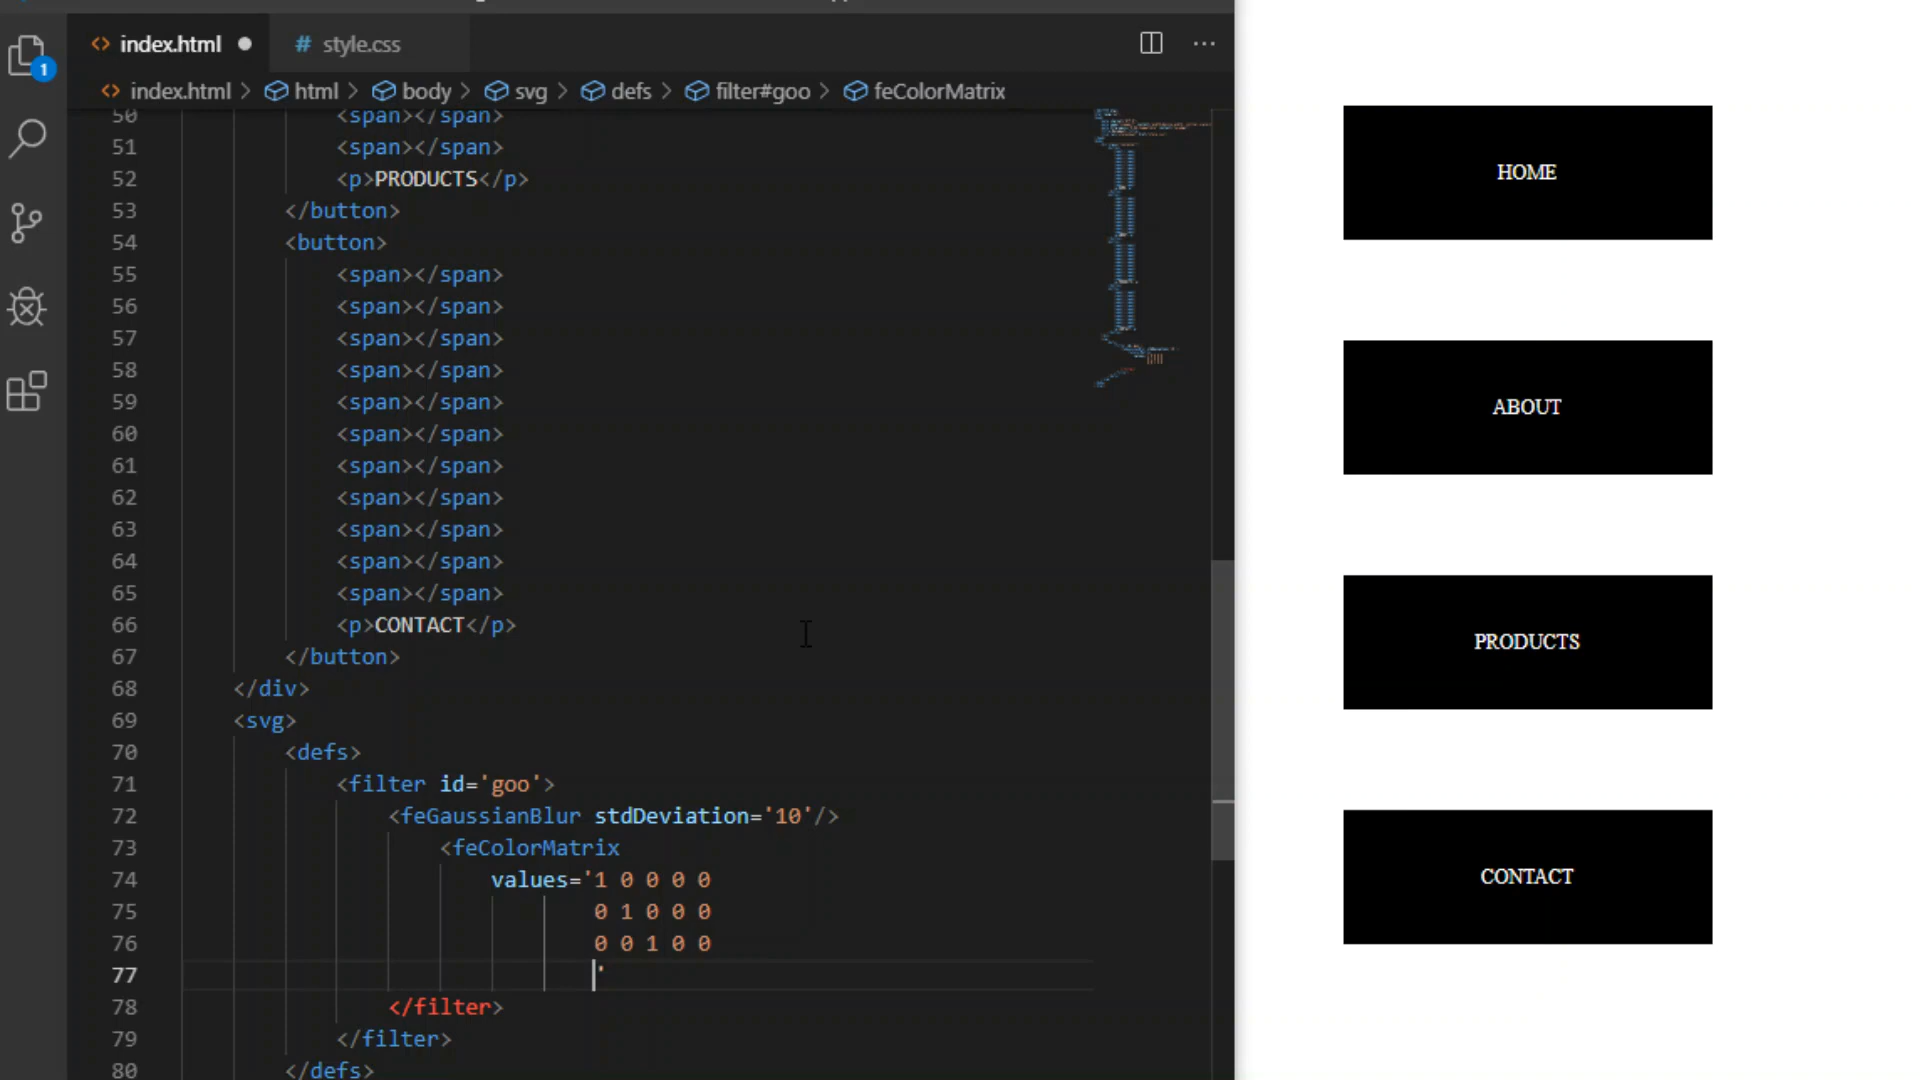 index.html
# style.css
1
index.html > html > body > svg > defs > filter#goo > feColorMatrix
50 <span></span>
51 <span></span>
52 <p>PRODUCTS</p>
53 </button>
54 <button>
55 <span></span>
56 <span></span>
57 <span></span>
58 <span></span>
59 <span></span>
60 <span></span>
61 <span></span>
62 <span></span>
63 <span></span>
64 <span></span>
65 <span></span>
66 <p>CONTACT</p>
67 </button>
68 </div>
69 <svg>
70 <defs>
71 <filter id='goo'>
72 <feGaussianBlur stdDeviation='10'/>
73 <feColorMatrix
74 values='1 0 0 0 0
75 0 1 0 0 0
76 0 0 1 0 0
77 '
78 </filter>
79 </filter>
80 </defs>
HOME
ABOUT
PRODUCTS
CONTACT